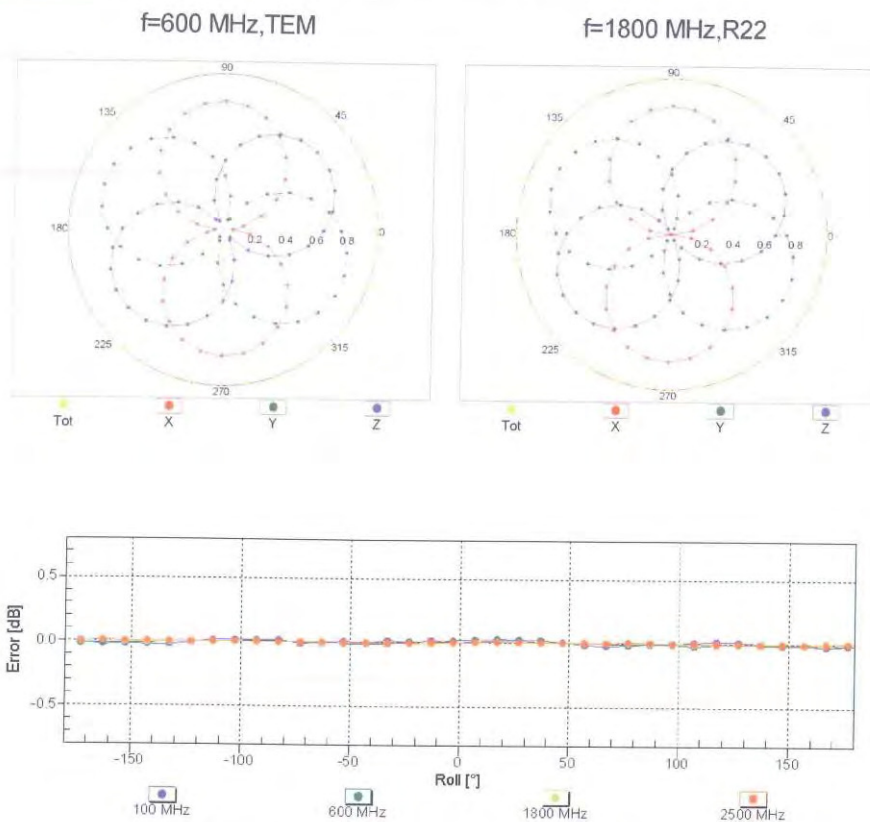 f=600 MHz,TEM
f=1800 MHz,R22
90
135
45
180
0
0.2 0.4 0.6 0.8
225
315
270
Tot X Y Z
90
135
45
180
0
0.2 0.4 0.6 0.8
225
315
270
Tot X Y Z
Error [dB]
0.5
0.0
-0.5
-150 -100 -50 0 50 100 150
Roll [°]
100 MHz 600 MHz 1800 MHz 2500 MHz